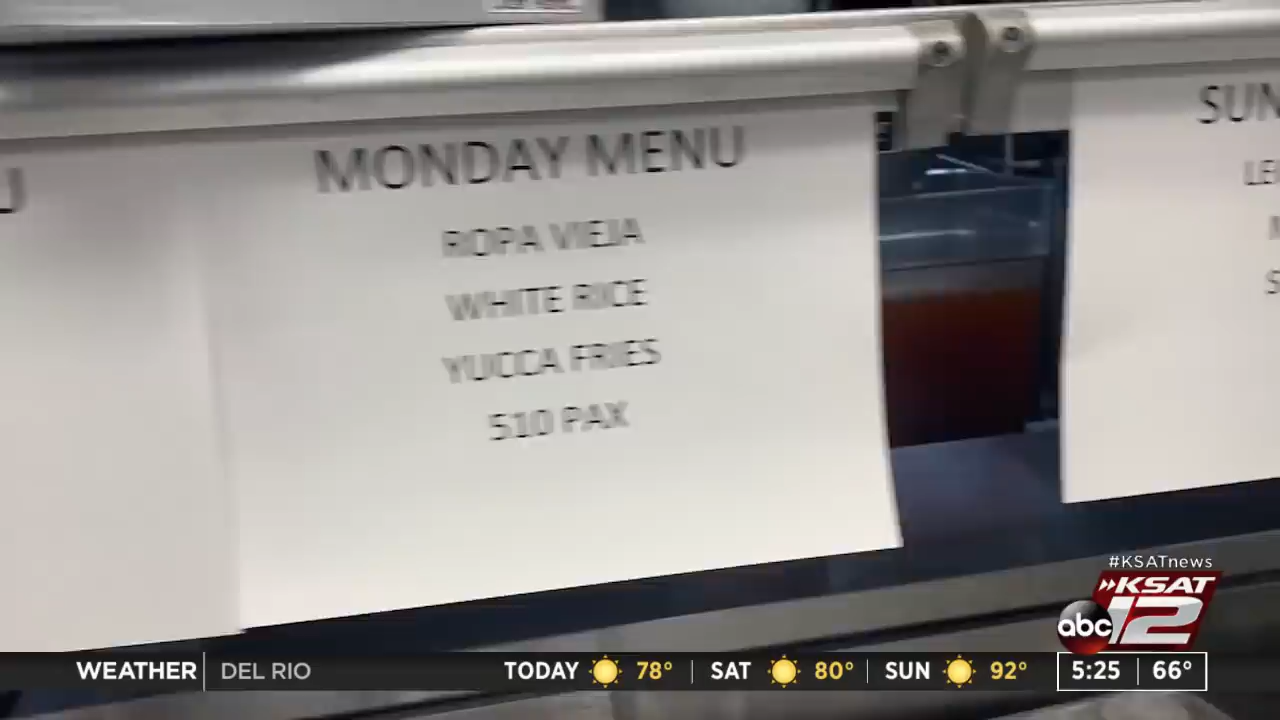 MONDAY MENU
ROPA VIEJA
WHITE RICE
YUCCA FRIES
510 PAX
SUN
#KSATnews
KSAT
abc 12
WEATHER DEL RIO TODAY 78° SAT 80° SUN 92° 5:25 66°